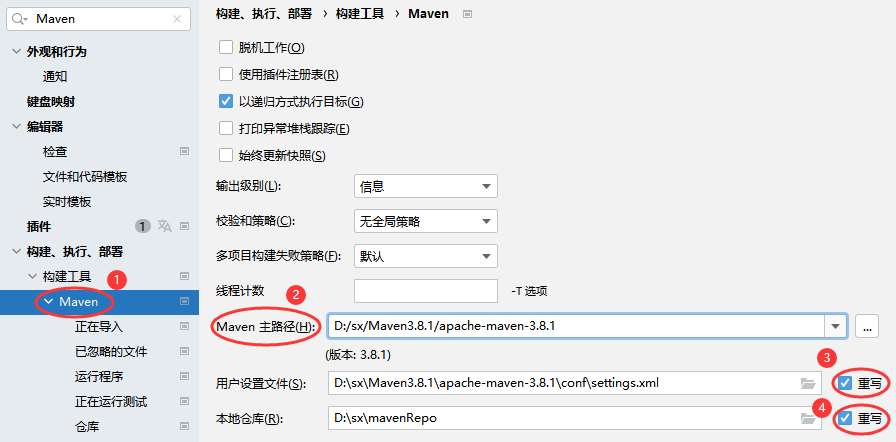 Maven
外观和行为
通知
键盘映射
编辑器
检查
文件和代码模板
实时模板
插件 1
构建、执行、部署
构建工具 1
Maven
正在导入
已忽略的文件
运行程序
正在运行测试
仓库
构建、执行、部署 › 构建工具 › Maven
脱机工作(O)
使用插件注册表(R)
以递归方式执行目标(G)
打印异常堆栈跟踪(E)
始终更新快照(S)
输出级别(L): 信息
校验和策略(C): 无全局策略
多项目构建失败策略(F): 默认
线程计数 -T 选项
2
Maven 主路径(H): D:/sx/Maven3.8.1/apache-maven-3.8.1 ...
(版本: 3.8.1)
3
用户设置文件(S): D:\sx\Maven3.8.1\apache-maven-3.8.1\conf\settings.xml 重写
4
本地仓库(R): D:\sx\mavenRepo 重写